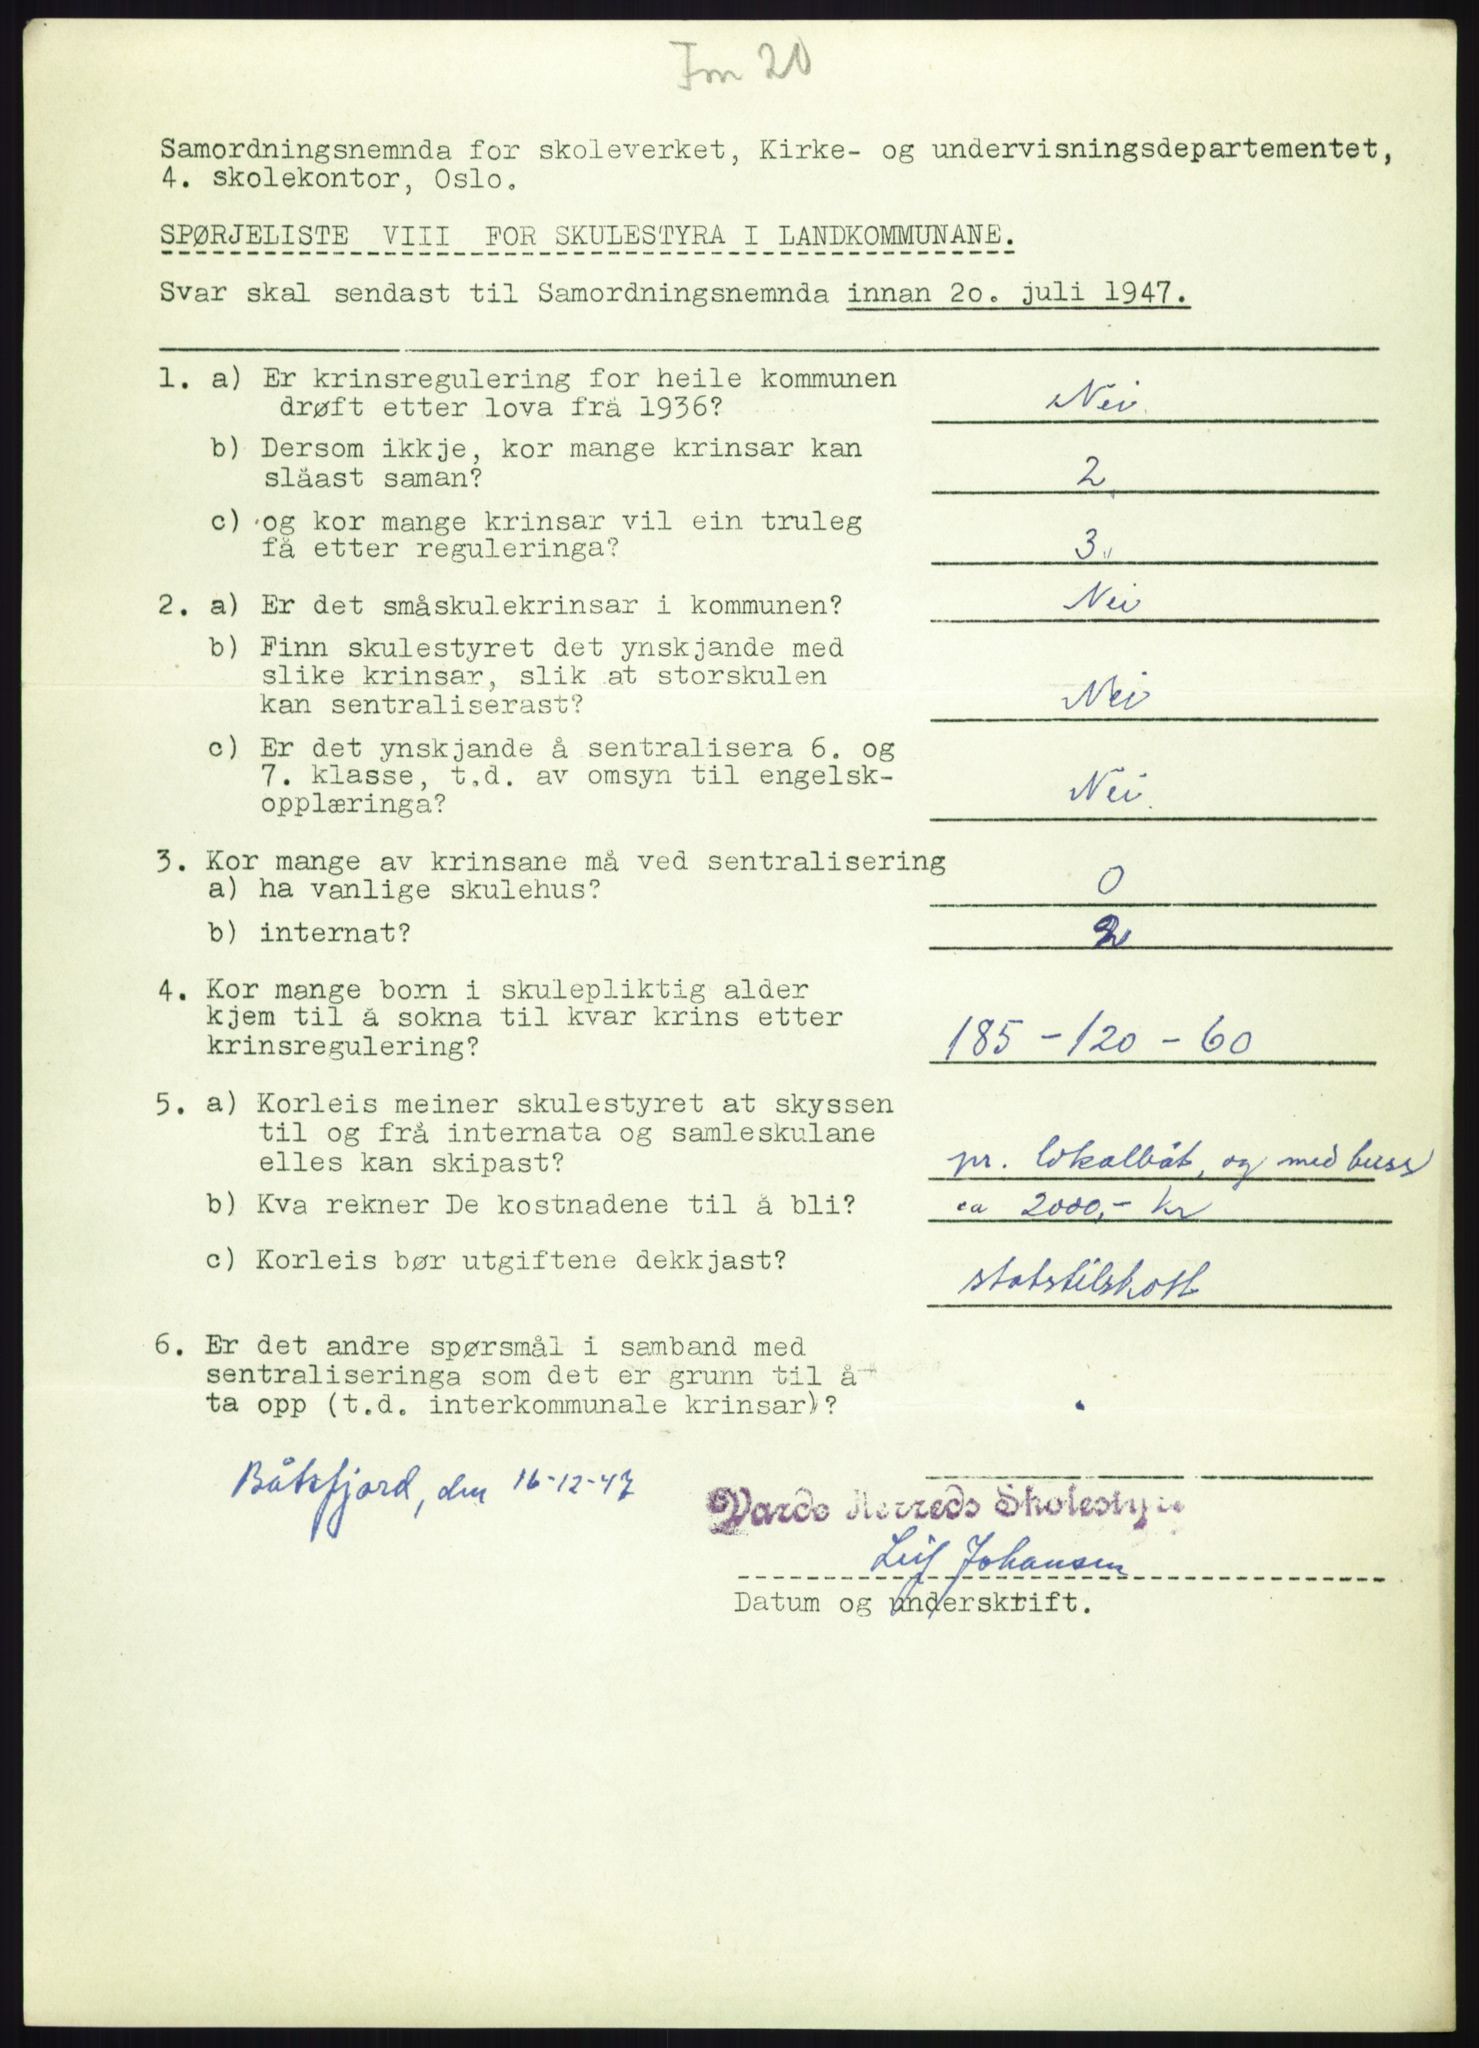 Fm 20
Samordningsnemnda for skoleverket, Kirke- og undervisningsdepartementet,
4. skolekontor, Oslo.
SPØRJELISTE VIII FOR SKULESTYRA I LANDKOMMUNANE.
Svar skal sendast til Samordningsnemnda innan 20. juli 1947.
1. a) Er krinsregulering for heile kommunen
drøft etter lova frå 1936? Nei.
b) Dersom ikkje, kor mange krinsar kan
slåast saman? 2.
c) og kor mange krinsar vil ein truleg
få etter reguleringa? 3.
2. a) Er det småskulekrinsar i kommunen? Nei
b) Finn skulestyret det ynskjande med
slike krinsar, slik at storskulen
kan sentraliserast? Nei
c) Er det ynskjande å sentralisera 6. og
7. klasse, t.d. av omsyn til engelsk-
opplæringa? Nei.
3. Kor mange av krinsane må ved sentralisering
a) ha vanlige skulehus? 0
b) internat? 2
4. Kor mange born i skulepliktig alder
kjem til å sokna til kvar krins etter
krinsregulering? 185 - 120 - 60
5. a) Korleis meiner skulestyret at skyssen
til og frå internata og samleskulane
elles kan skipast? pr. lokalbåt, og med buss
b) Kva rekner De kostnadene til å bli? ca 2000,- kr
c) Korleis bør utgiftene dekkjast? statstilskott
6. Er det andre spørsmål i samband med
sentraliseringa som det er grunn til å
ta opp (t.d. interkommunale krinsar)?
Båtsfjord, den 16-12-47
Vardø Herreds Skolestyre
Leif Johansen
Datum og underskrift.